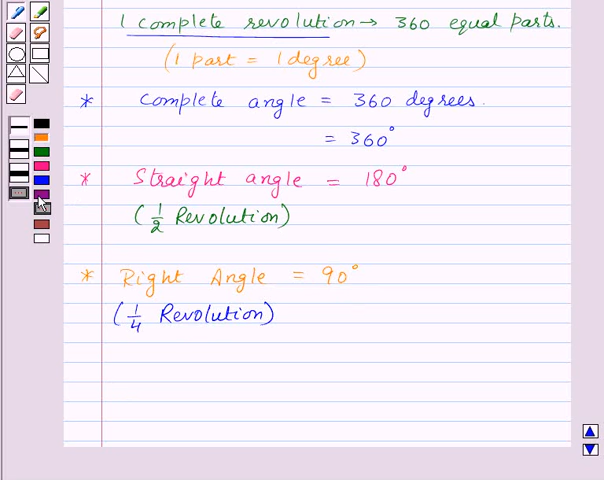 1 complete revolution → 360 equal parts.
(1 part = 1 degree)
* Complete angle = 360 degrees.
= 360°
* Straight angle = 180°
(1/2 Revolution)
* Right Angle = 90°
(1/4 Revolution)